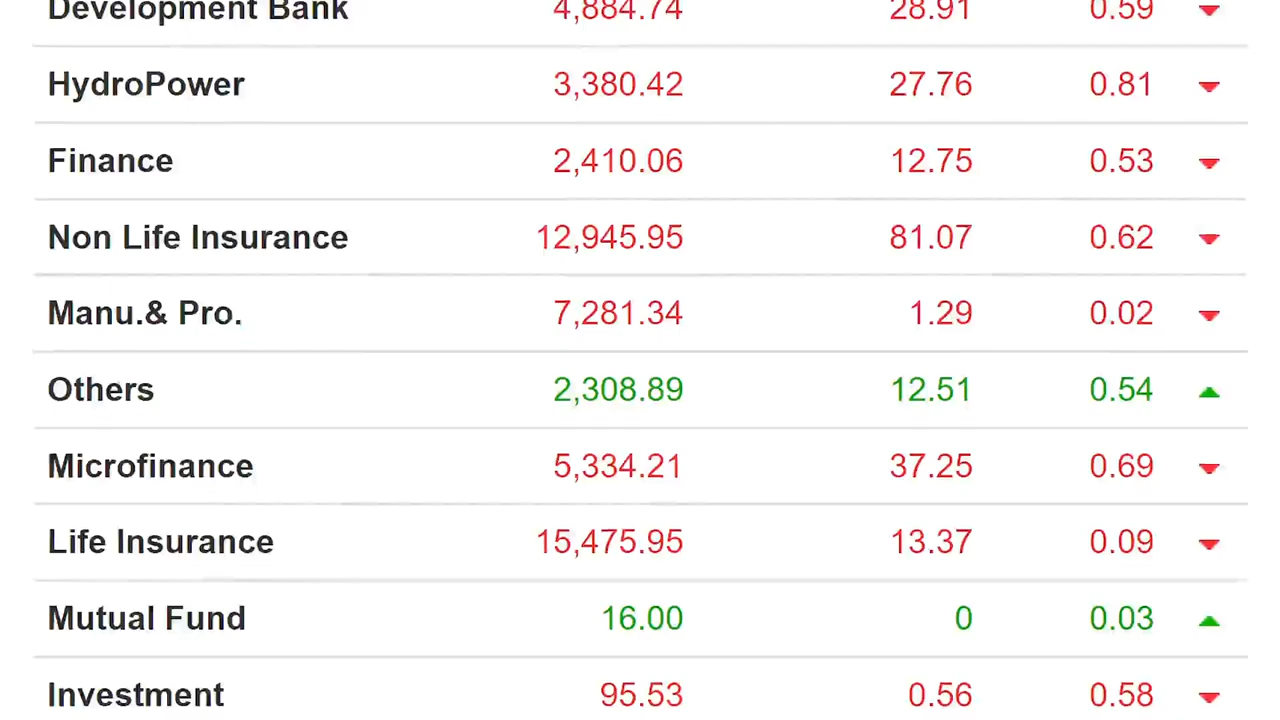 Development Bank 4,884.74 28.91 0.59
HydroPower 3,380.42 27.76 0.81
Finance 2,410.06 12.75 0.53
Non Life Insurance 12,945.95 81.07 0.62
Manu.& Pro. 7,281.34 1.29 0.02
Others 2,308.89 12.51 0.54
Microfinance 5,334.21 37.25 0.69
Life Insurance 15,475.95 13.37 0.09
Mutual Fund 16.00 0 0.03
Investment 95.53 0.56 0.58